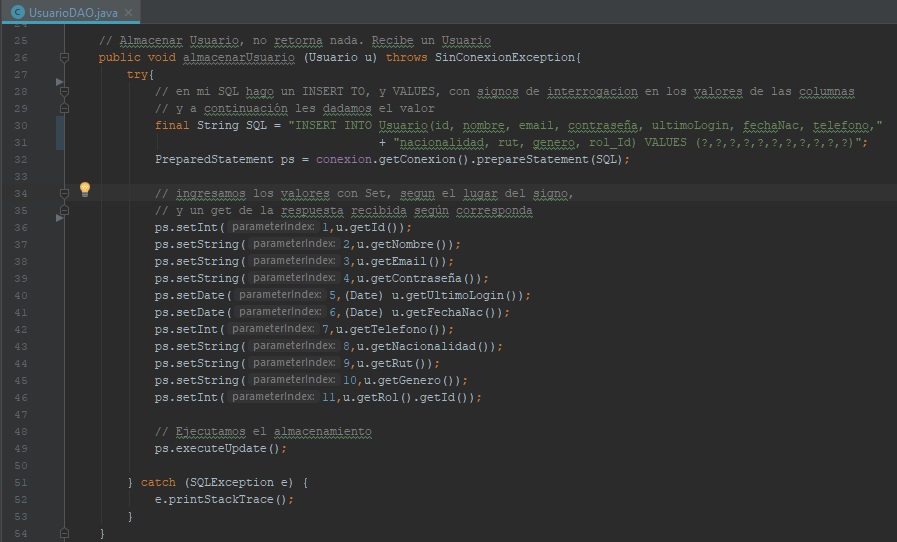 UsuarioDAO.java
24
25 // Almacenar Usuario, no retorna nada. Recibe un Usuario
26 public void almacenarUsuario (Usuario u) throws SinConexionException{
27 try{
28 // en mi SQL hago un INSERT TO, y VALUES, con signos de interrogacion en los valores de las columnas
29 // y a continuación les dadamos el valor
30 final String SQL = "INSERT INTO Usuario(id, nombre, email, contraseña, ultimoLogin, fechaNac, telefono,"
31 + "nacionalidad, rut, genero, rol_Id) VALUES (?,?,?,?,?,?,?,?,?,?,?)";
32 PreparedStatement ps = conexion.getConexion().prepareStatement(SQL);
33
34 // ingresamos los valores con Set, segun el lugar del signo,
35 // y un get de la respuesta recibida según corresponda
36 ps.setInt( parameterIndex: 1,u.getId());
37 ps.setString( parameterIndex: 2,u.getNombre());
38 ps.setString( parameterIndex: 3,u.getEmail());
39 ps.setString( parameterIndex: 4,u.getContraseña());
40 ps.setDate( parameterIndex: 5,(Date) u.getUltimoLogin());
41 ps.setDate( parameterIndex: 6,(Date) u.getFechaNac());
42 ps.setInt( parameterIndex: 7,u.getTelefono());
43 ps.setString( parameterIndex: 8,u.getNacionalidad());
44 ps.setString( parameterIndex: 9,u.getRut());
45 ps.setString( parameterIndex: 10,u.getGenero());
46 ps.setInt( parameterIndex: 11,u.getRol().getId());
47
48 // Ejecutamos el almacenamiento
49 ps.executeUpdate();
50
51 } catch (SQLException e) {
52 e.printStackTrace();
53 }
54 }